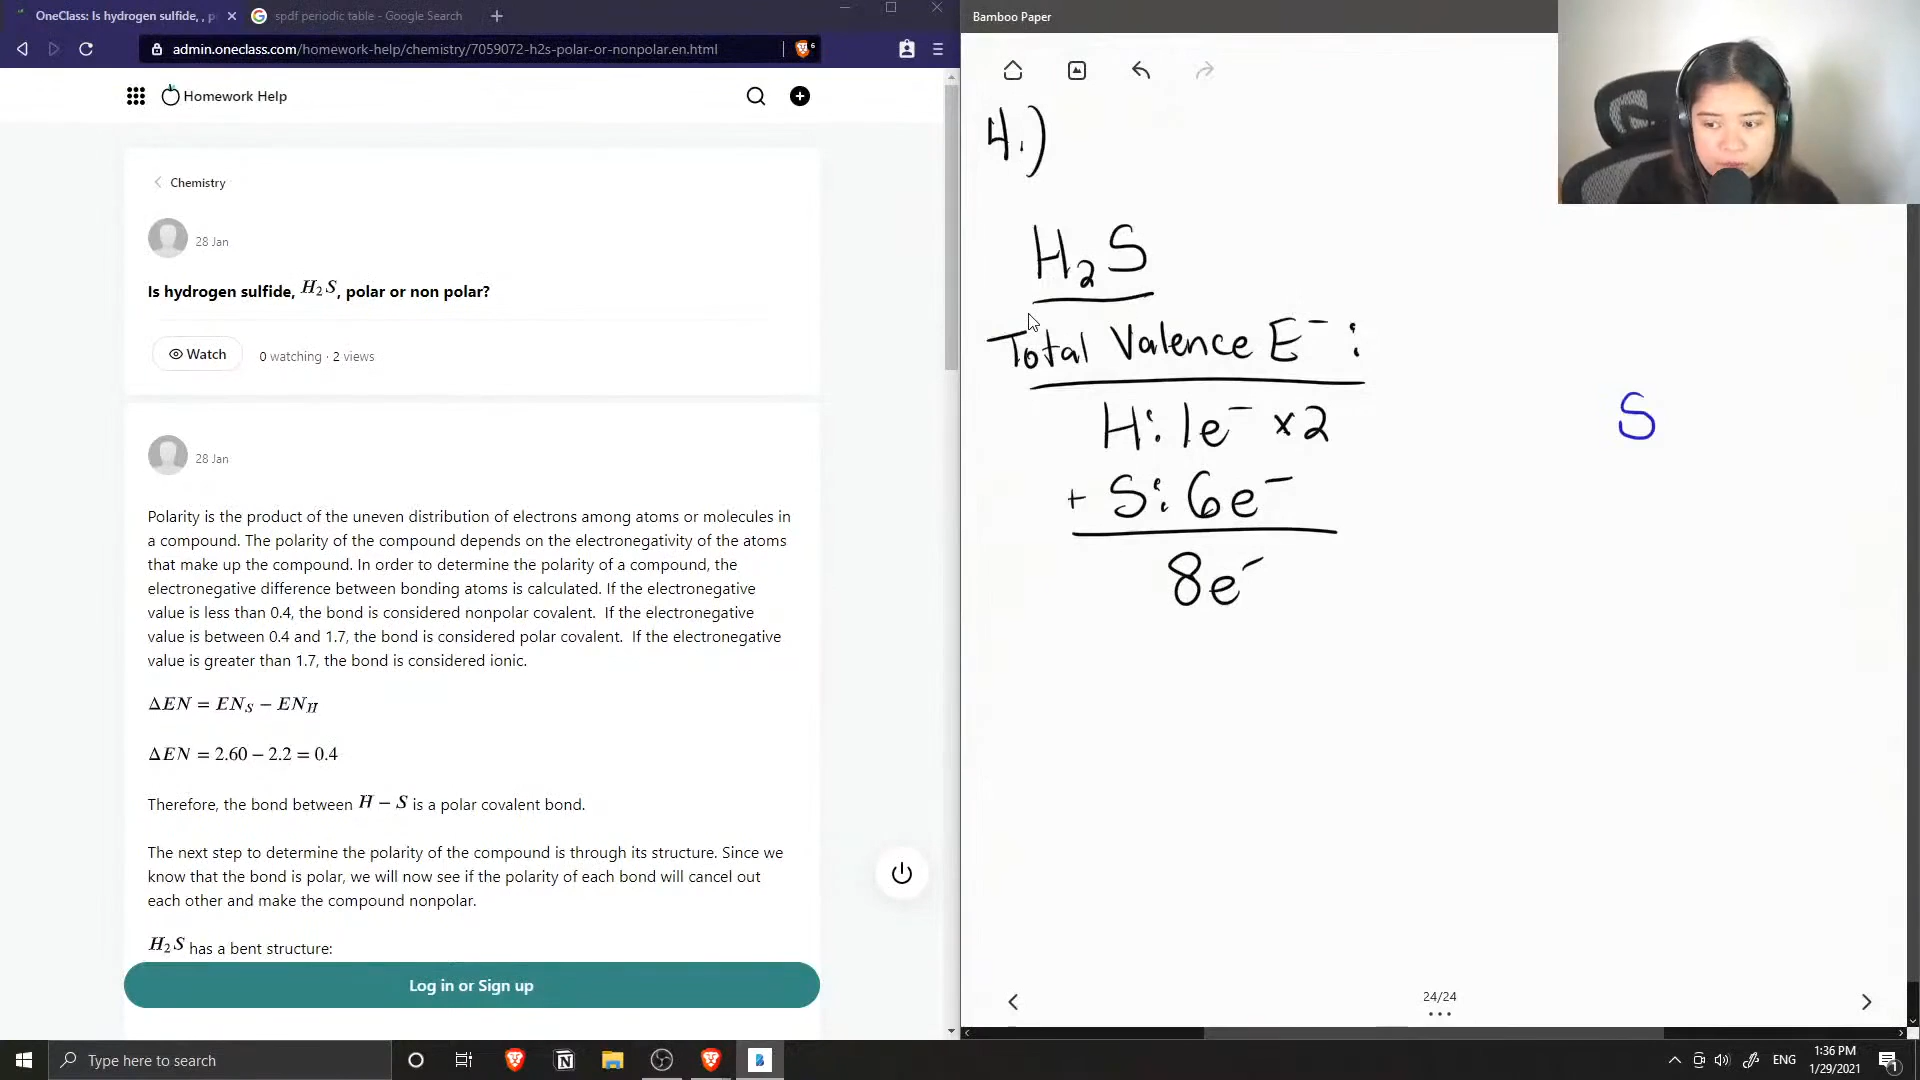 OneClass: Is hydrogen sulfide, , p
spdf periodic table - Google Search
admin.oneclass.com/homework-help/chemistry/7059072-h2s-polar-or-nonpolar.en.html
6
Homework Help
Chemistry
28 Jan
Is hydrogen sulfide, H₂S, polar or non polar?
Watch
0 watching · 2 views
28 Jan
Polarity is the product of the uneven distribution of electrons among atoms or molecules in
a compound. The polarity of the compound depends on the electronegativity of the atoms
that make up the compound. In order to determine the polarity of a compound, the
electronegative difference between bonding atoms is calculated. If the electronegative
value is less than 0.4, the bond is considered nonpolar covalent.  If the electronegative
value is between 0.4 and 1.7, the bond is considered polar covalent.  If the electronegative
value is greater than 1.7, the bond is considered ionic.
ΔEN = EN_S − EN_H
ΔEN = 2.60 − 2.2 = 0.4
Therefore, the bond between H − S is a polar covalent bond.
The next step to determine the polarity of the compound is through its structure. Since we
know that the bond is polar, we will now see if the polarity of each bond will cancel out
each other and make the compound nonpolar.
H₂S has a bent structure:
Log in or Sign up
Bamboo Paper
4.)
H₂S
Total Valence E⁻ :
H: 1e⁻ ×2
+ S: 6e⁻
8e⁻
S
24/24
Type here to search
ENG
1:36 PM
1/29/2021
1